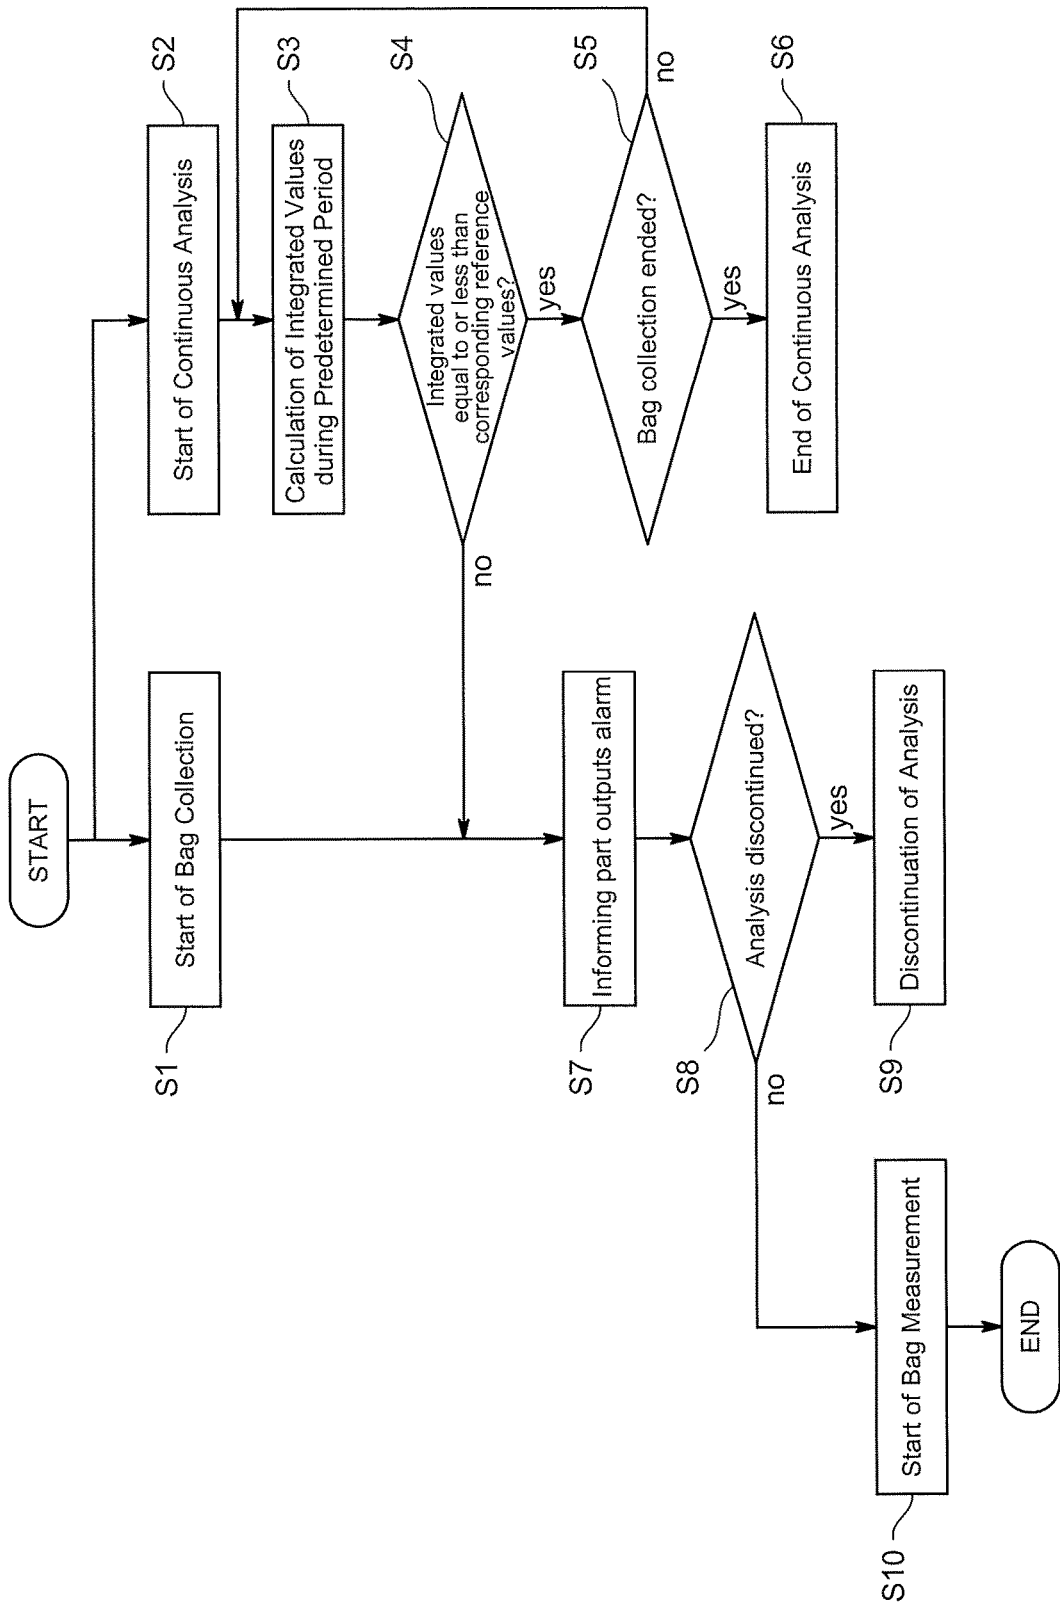 START
S1
Start of Bag Collection
S2
Start of Continuous Analysis
S3
Calculation of Integrated Values
during Predetermined Period
S4
Integrated values
equal to or less than
corresponding reference
values?
no
yes
S5
Bag collection ended?
no
yes
S6
End of Continuous Analysis
S7
Informing part outputs alarm
S8
Analysis discontinued?
no
yes
S9
Discontinuation of Analysis
S10
Start of Bag Measurement
END